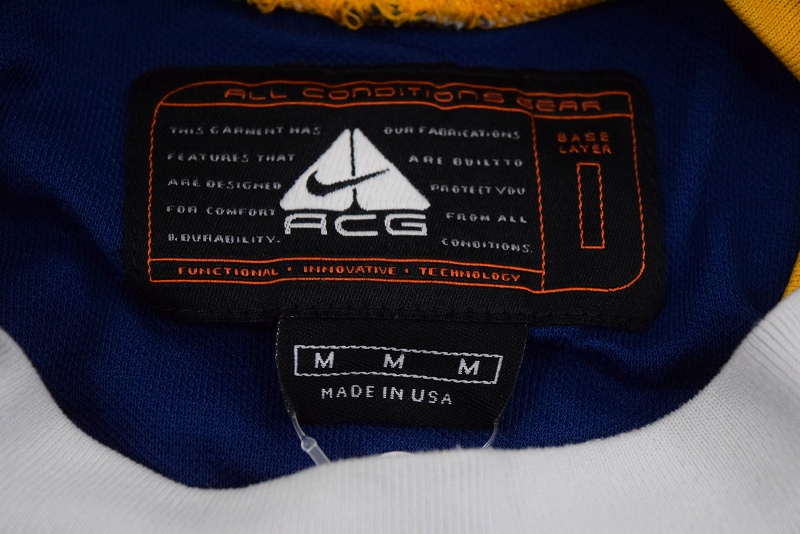 ALL CONDITIONS GEAR
THIS GARMENT HAS
FEATURES THAT
ARE DESIGNED
FOR COMFORT
& DURABILITY.
ACG
OUR FABRICATIONS
ARE BUILT TO
PROTECT YOU
FROM ALL
CONDITIONS.
BASE
LAYER
FUNCTIONAL • INNOVATIVE • TECHNOLOGY
M M M
MADE IN USA